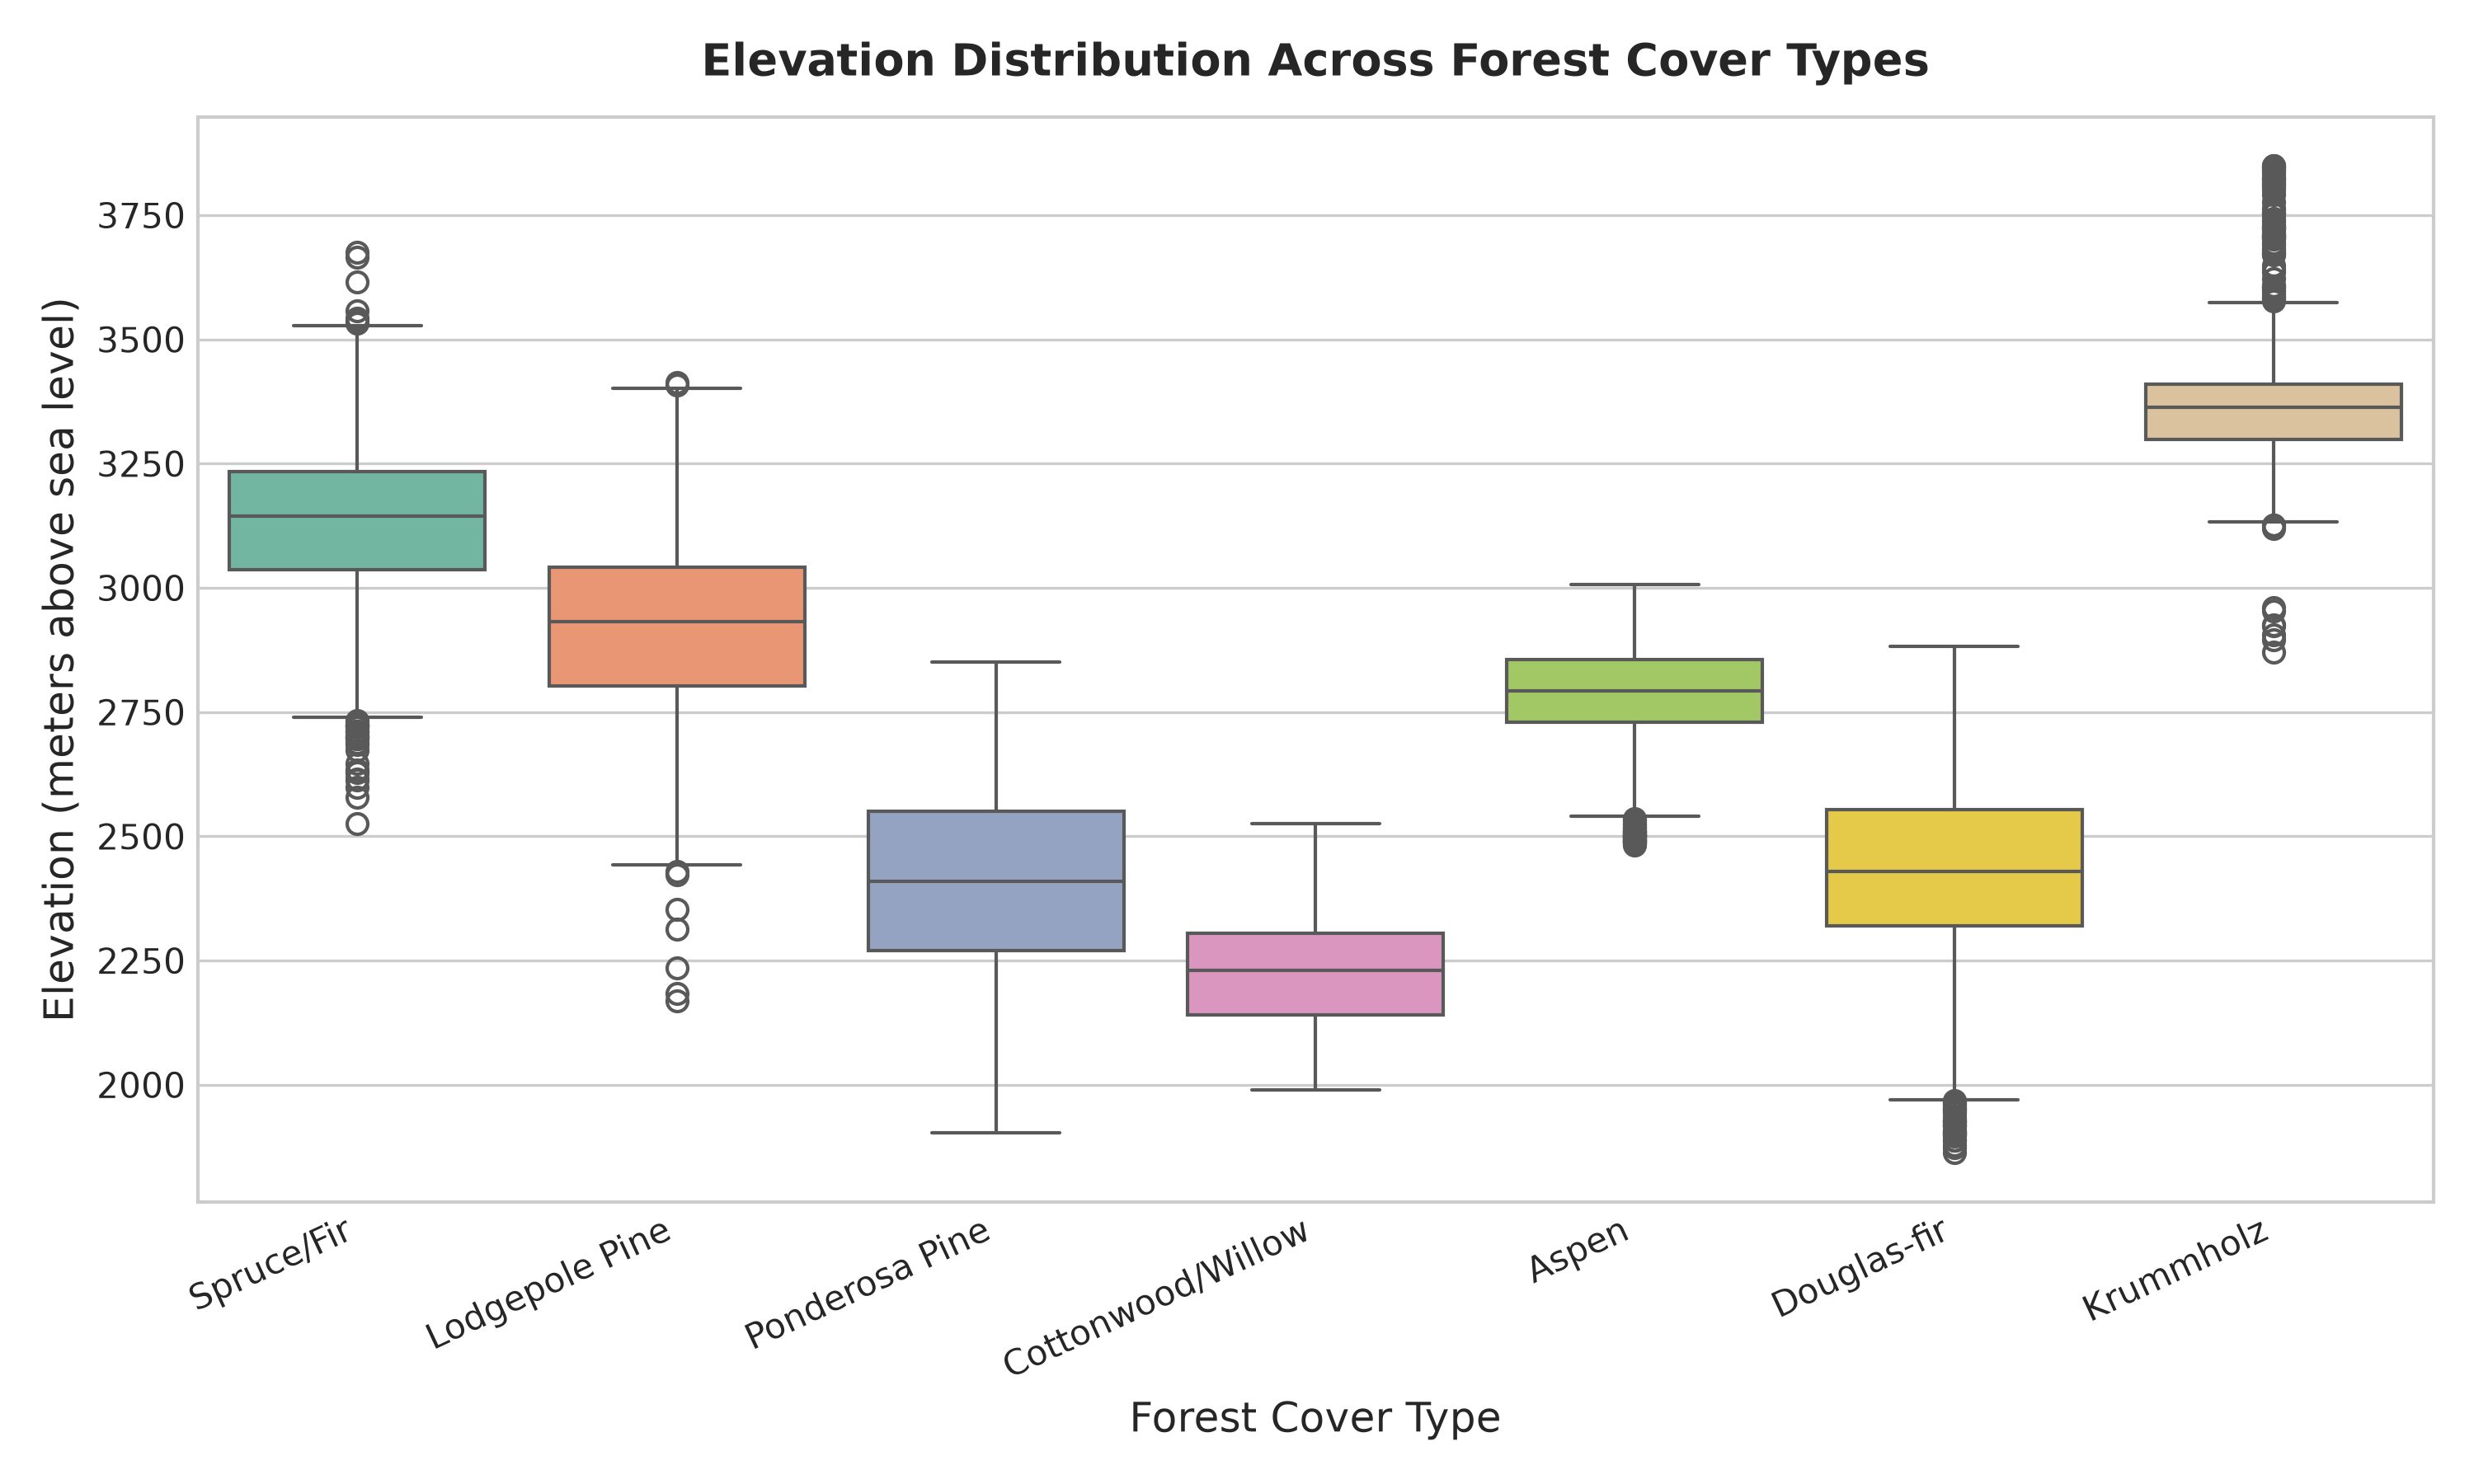 Elevation Distribution Across Forest Cover Types
Elevation (meters above sea level)
3750
3500
3250
3000
2750
2500
2250
2000
Spruce/Fir
Lodgepole Pine
Ponderosa Pine
Cottonwood/Willow
Aspen
Douglas-fir
Krummholz
Forest Cover Type